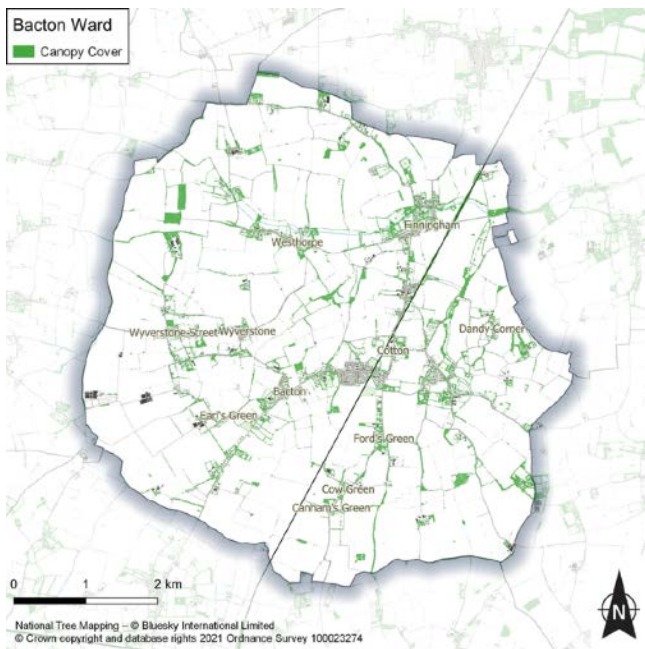 Bacton Ward
Canopy Cover
Finningham
Westhorpe
Dandy Corner
Wyverstone Street Wyverstone
Cotton
Bacton
Earl's Green
Ford's Green
Cow Green
Canham's Green
0 1 2 km
N
National Tree Mapping – © Bluesky International Limited
© Crown copyright and database rights 2021 Ordnance Survey 100023274